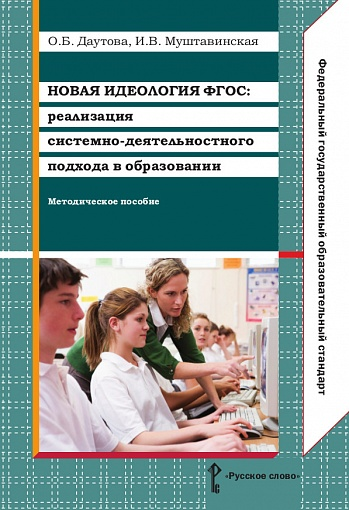 О.Б. Даутова, И.В. Муштавинская
НОВАЯ ИДЕОЛОГИЯ ФГОС:
реализация
системно-деятельностного
подхода в образовании
Методическое пособие
Федеральный государственный образовательный стандарт
«Русское слово»